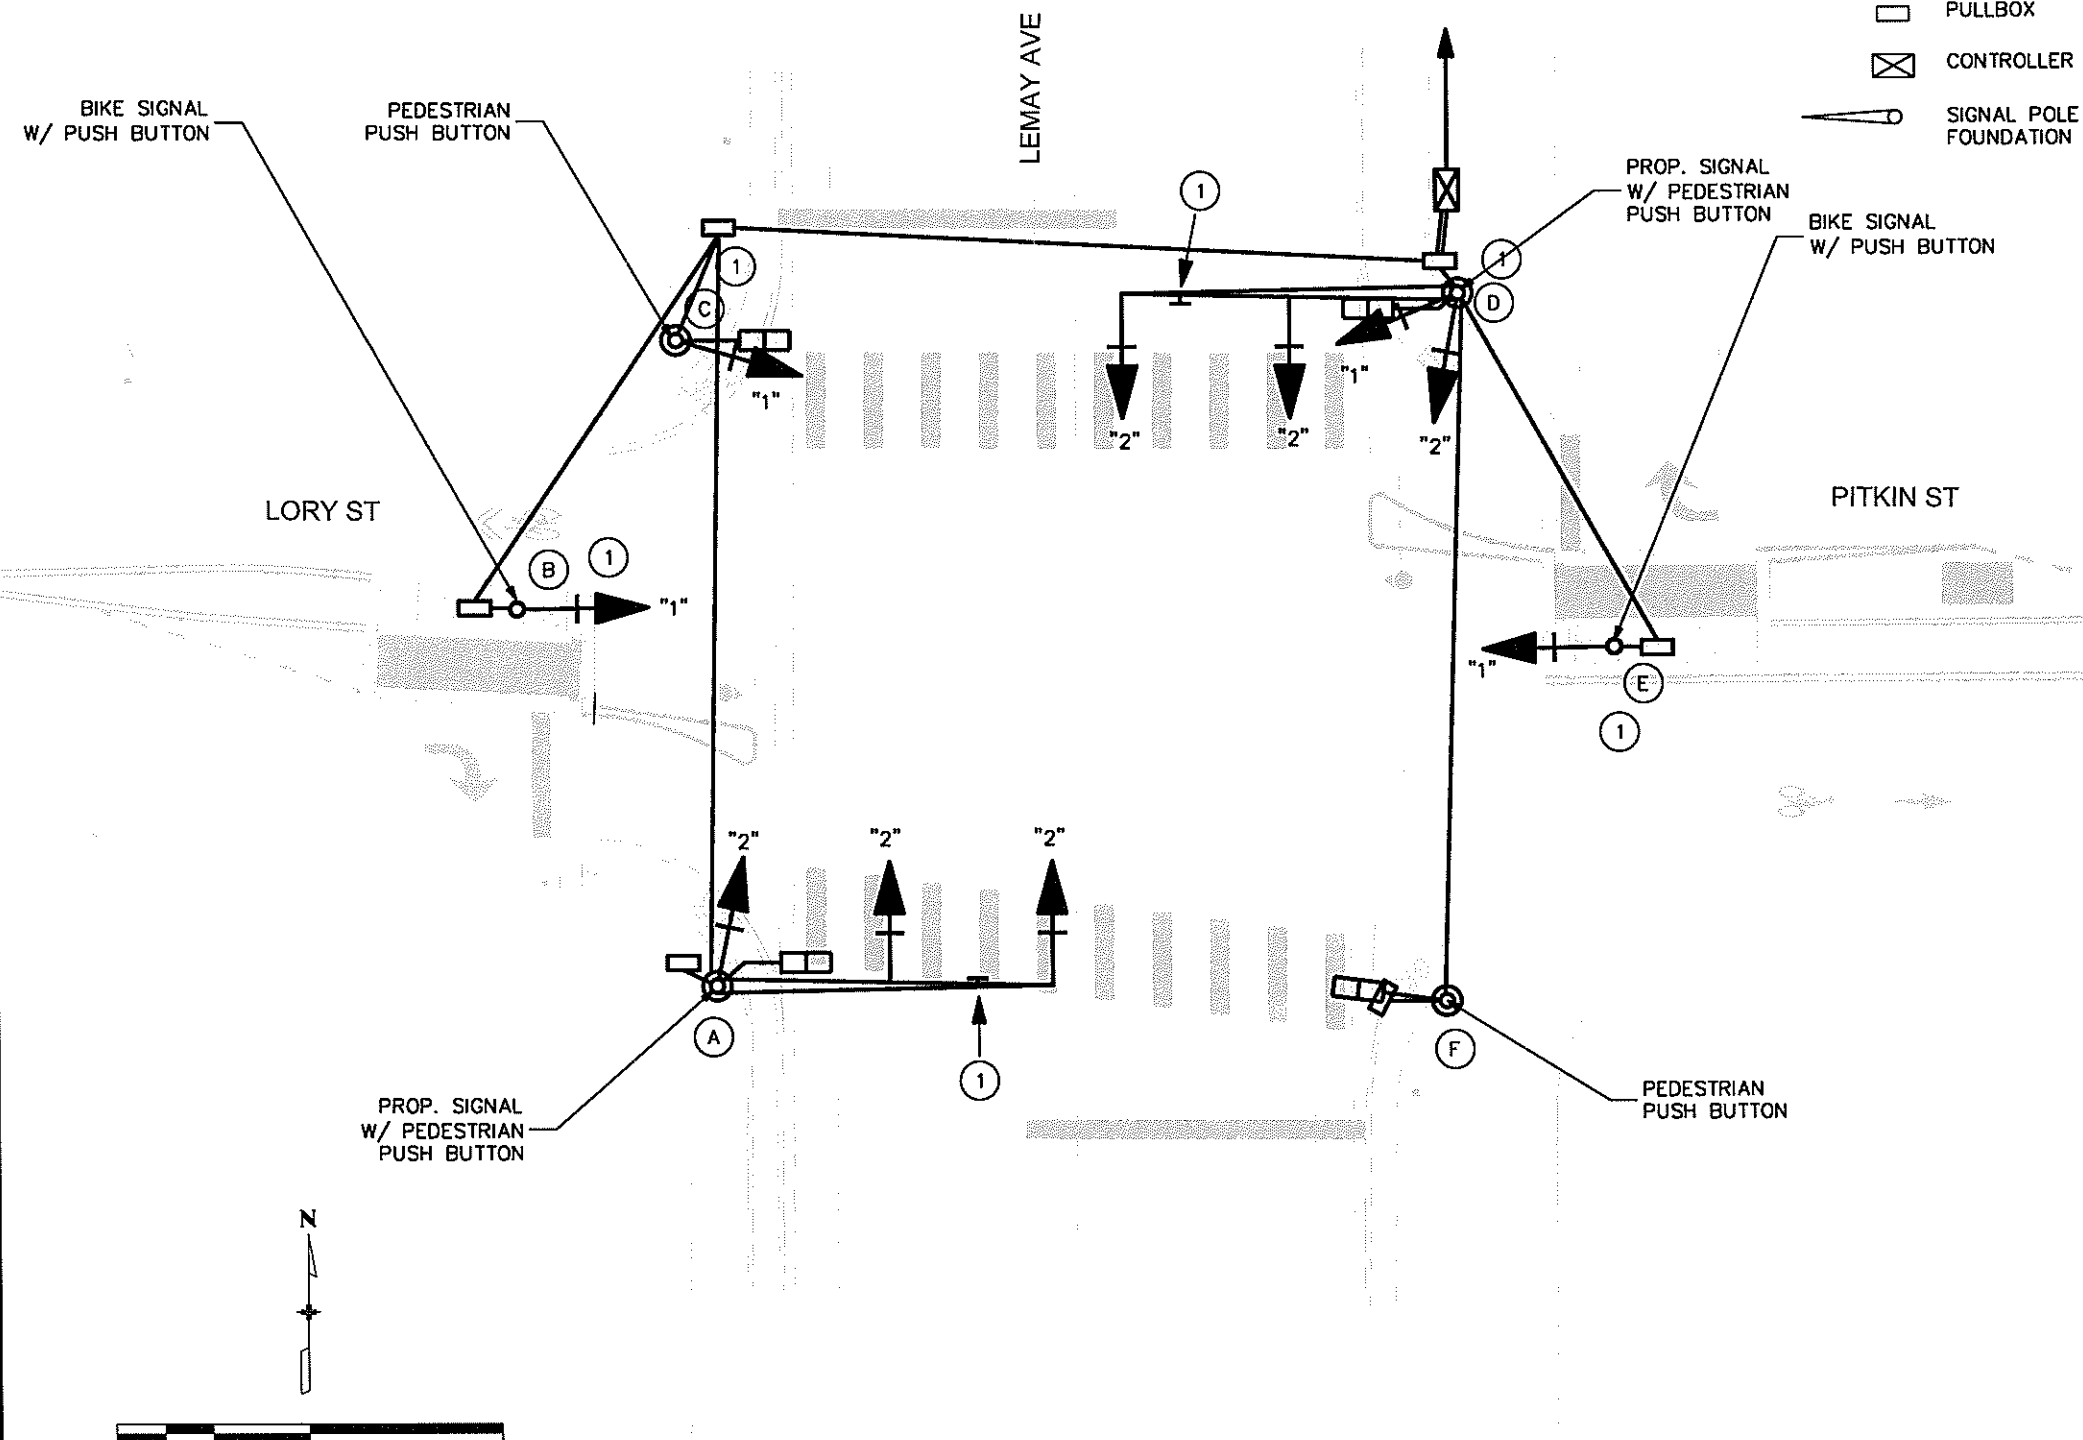 PULLBOX
CONTROLLER
SIGNAL POLE
FOUNDATION
LEMAY AVE
BIKE SIGNAL
W/ PUSH BUTTON
PEDESTRIAN
PUSH BUTTON
PROP. SIGNAL
W/ PEDESTRIAN
PUSH BUTTON
BIKE SIGNAL
W/ PUSH BUTTON
1
1
1
C
D
"1"
"1"
"2"
"2"
"2"
LORY ST
PITKIN ST
B
1
"1"
"1"
E
1
"2"
"2"
"2"
A
F
1
PROP. SIGNAL
W/ PEDESTRIAN
PUSH BUTTON
PEDESTRIAN
PUSH BUTTON
N